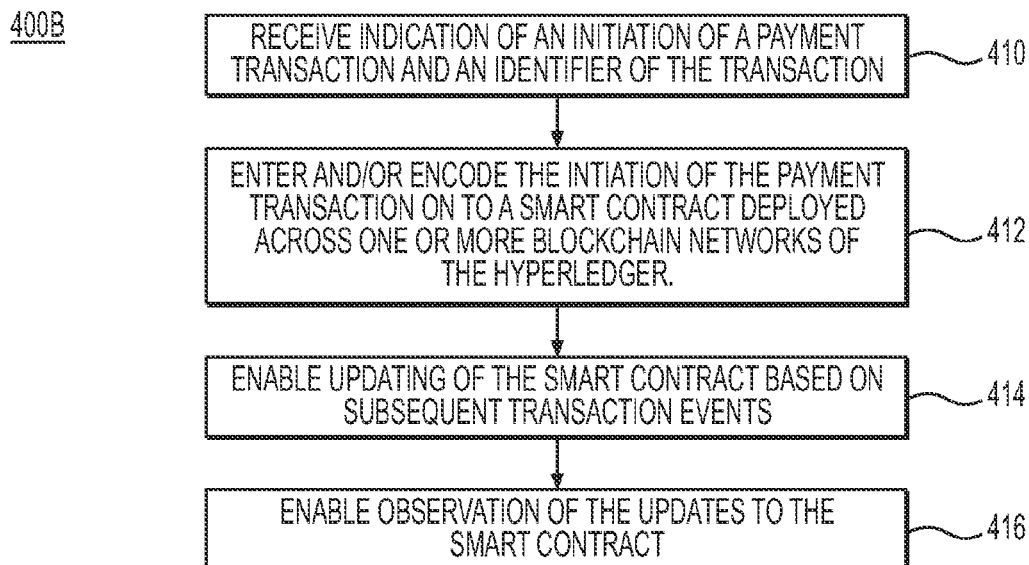 400B
RECEIVE INDICATION OF AN INITIATION OF A PAYMENT
TRANSACTION AND AN IDENTIFIER OF THE TRANSACTION
410
ENTER AND/OR ENCODE THE INTIATION OF THE PAYMENT
TRANSACTION ON TO A SMART CONTRACT DEPLOYED
ACROSS ONE OR MORE BLOCKCHAIN NETWORKS OF
THE HYPERLEDGER.
412
ENABLE UPDATING OF THE SMART CONTRACT BASED ON
SUBSEQUENT TRANSACTION EVENTS
414
ENABLE OBSERVATION OF THE UPDATES TO THE
SMART CONTRACT
416